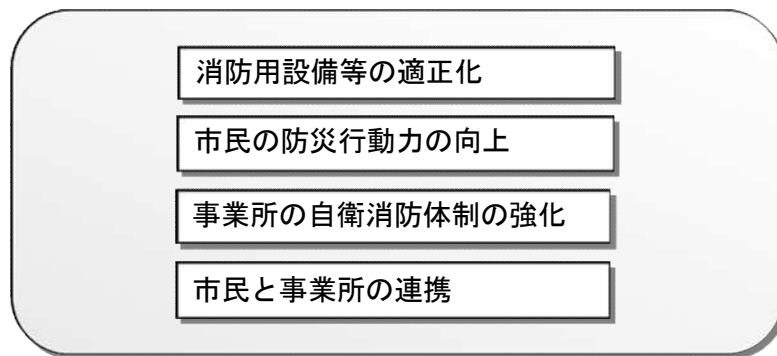 消防用設備等の適正化
市民の防災行動力の向上
事業所の自衛消防体制の強化
市民と事業所の連携